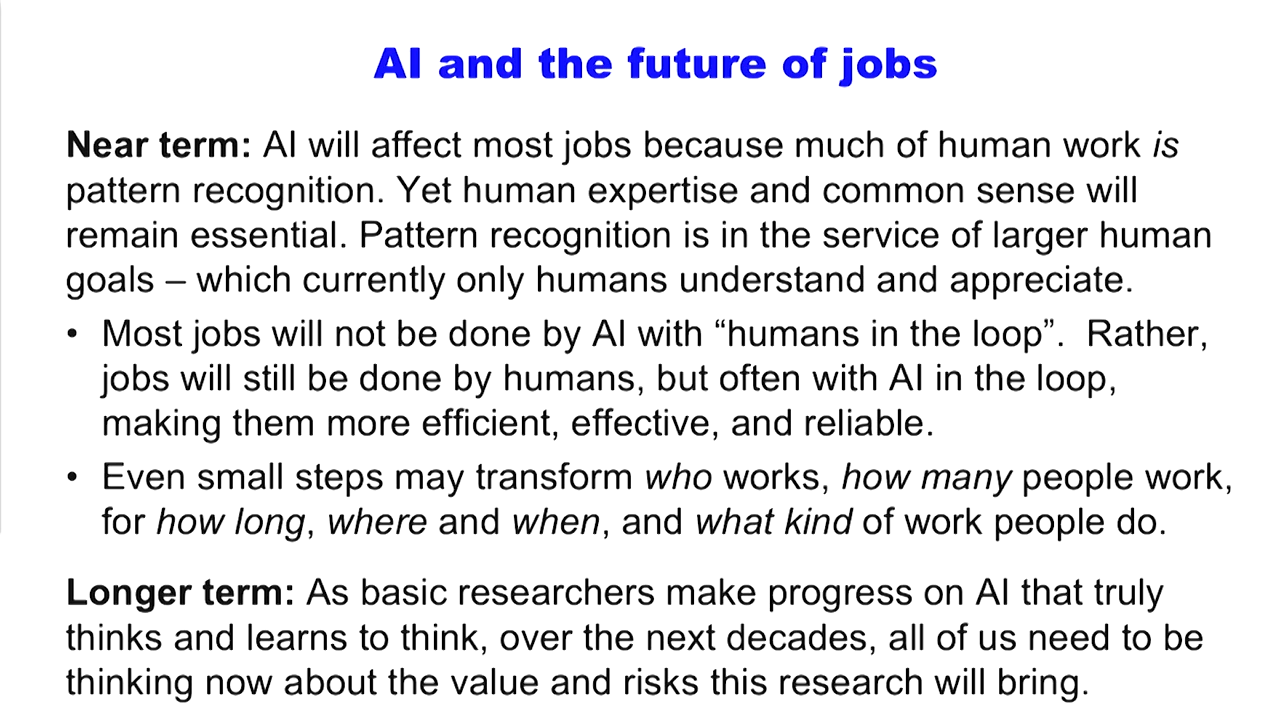 AI and the future of jobs
Near term: AI will affect most jobs because much of human work is
pattern recognition. Yet human expertise and common sense will
remain essential. Pattern recognition is in the service of larger human
goals – which currently only humans understand and appreciate.
• Most jobs will not be done by AI with “humans in the loop”.  Rather,
jobs will still be done by humans, but often with AI in the loop,
making them more efficient, effective, and reliable.
• Even small steps may transform who works, how many people work,
for how long, where and when, and what kind of work people do.
Longer term: As basic researchers make progress on AI that truly
thinks and learns to think, over the next decades, all of us need to be
thinking now about the value and risks this research will bring.